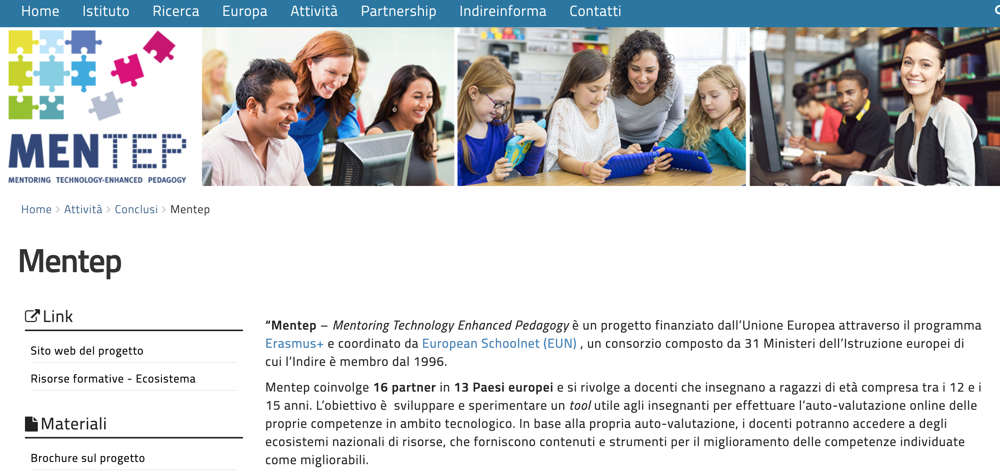 Home Istituto Ricerca Europa Attività Partnership Indireinforma Contatti
MENTEP
MENTORING TECHNOLOGY-ENHANCED PEDAGOGY
Home > Attività > Conclusi > Mentep
Mentep
Link
Sito web del progetto
Risorse formative - Ecosistema
Materiali
Brochure sul progetto
“Mentep – Mentoring Technology Enhanced Pedagogy è un progetto finanziato dall’Unione Europea attraverso il programma
Erasmus+ e coordinato da European Schoolnet (EUN) , un consorzio composto da 31 Ministeri dell’Istruzione europei di
cui l’Indire è membro dal 1996.
Mentep coinvolge 16 partner in 13 Paesi europei e si rivolge a docenti che insegnano a ragazzi di età compresa tra i 12 e i
15 anni. L’obiettivo è  sviluppare e sperimentare un tool utile agli insegnanti per effettuare l’auto-valutazione online delle
proprie competenze in ambito tecnologico. In base alla propria auto-valutazione, i docenti potranno accedere a degli
ecosistemi nazionali di risorse, che forniscono contenuti e strumenti per il miglioramento delle competenze individuate
come migliorabili.